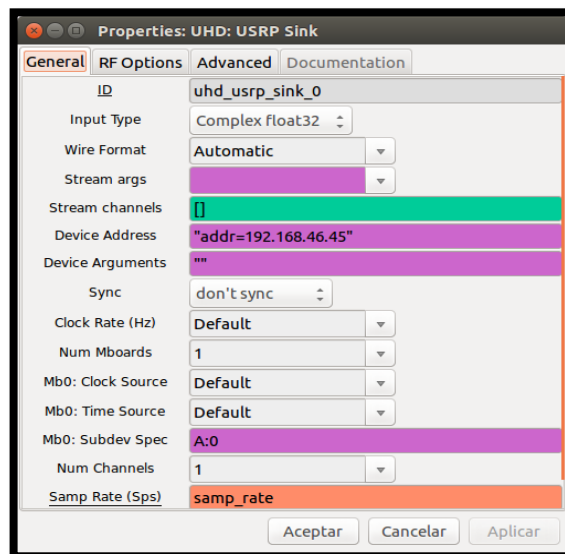 Properties: UHD: USRP Sink
General RF Options Advanced Documentation
ID uhd_usrp_sink_0
Input Type Complex float32
Wire Format Automatic
Stream args
Stream channels []
Device Address "addr=192.168.46.45"
Device Arguments ""
Sync don't sync
Clock Rate (Hz) Default
Num Mboards 1
Mb0: Clock Source Default
Mb0: Time Source Default
Mb0: Subdev Spec A:0
Num Channels 1
Samp Rate (Sps) samp_rate
Aceptar Cancelar Aplicar